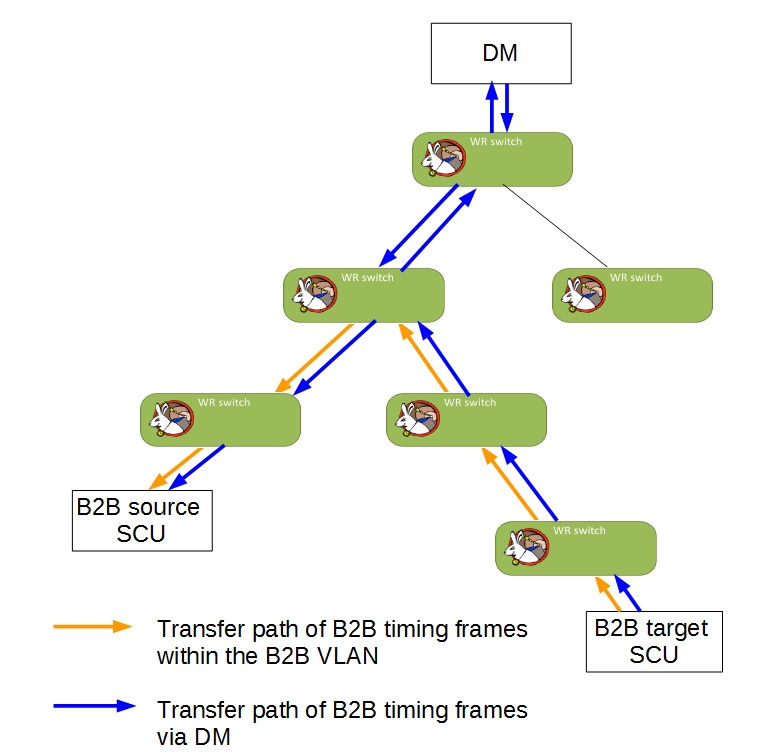 DM
WR switch
WR switch
WR switch
WR switch
WR switch
B2B source
SCU
WR switch
B2B target
SCU
Transfer path of B2B timing frames
within the B2B VLAN
Transfer path of B2B timing frames
via DM